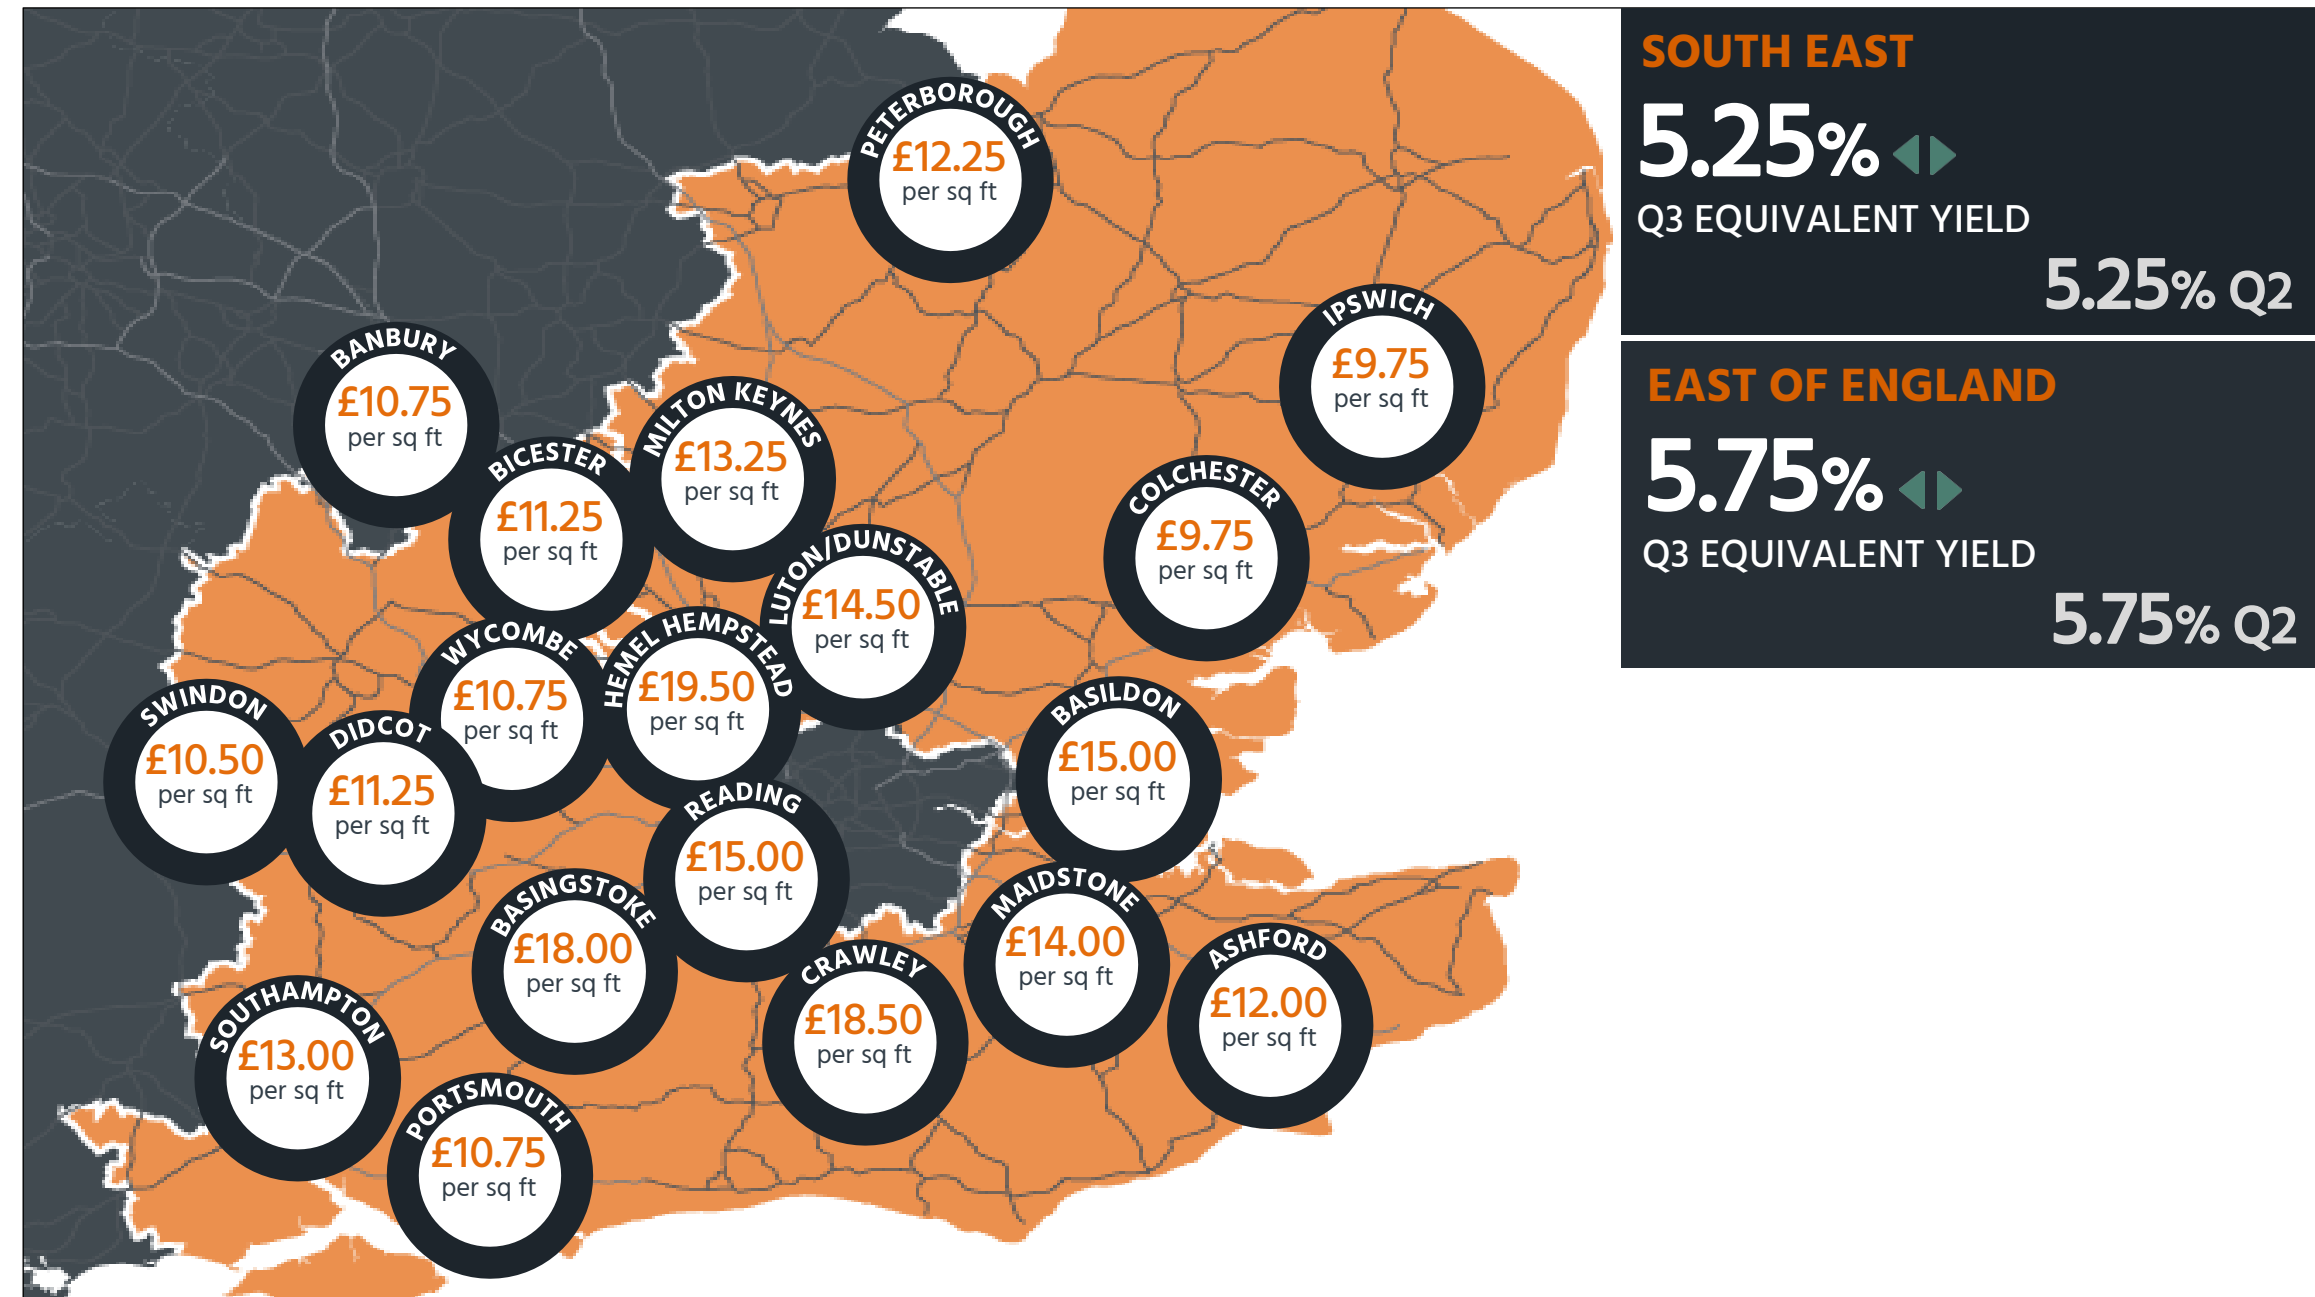 PETERBOROUGH
£12.25
per sq ft
IPSWICH
£9.75
per sq ft
BANBURY
£10.75
per sq ft
MILTON KEYNES
£13.25
per sq ft
BICESTER
£11.25
per sq ft
COLCHESTER
£9.75
per sq ft
LUTON/DUNSTABLE
£14.50
per sq ft
WYCOMBE
£10.75
per sq ft
HEMEL HEMPSTEAD
£19.50
per sq ft
SWINDON
£10.50
per sq ft
DIDCOT
£11.25
per sq ft
BASILDON
£15.00
per sq ft
READING
£15.00
per sq ft
BASINGSTOKE
£18.00
per sq ft
MAIDSTONE
£14.00
per sq ft
CRAWLEY
£18.50
per sq ft
ASHFORD
£12.00
per sq ft
SOUTHAMPTON
£13.00
per sq ft
PORTSMOUTH
£10.75
per sq ft
SOUTH EAST
5.25%
Q3 EQUIVALENT YIELD
5.25% Q2
EAST OF ENGLAND
5.75%
Q3 EQUIVALENT YIELD
5.75% Q2